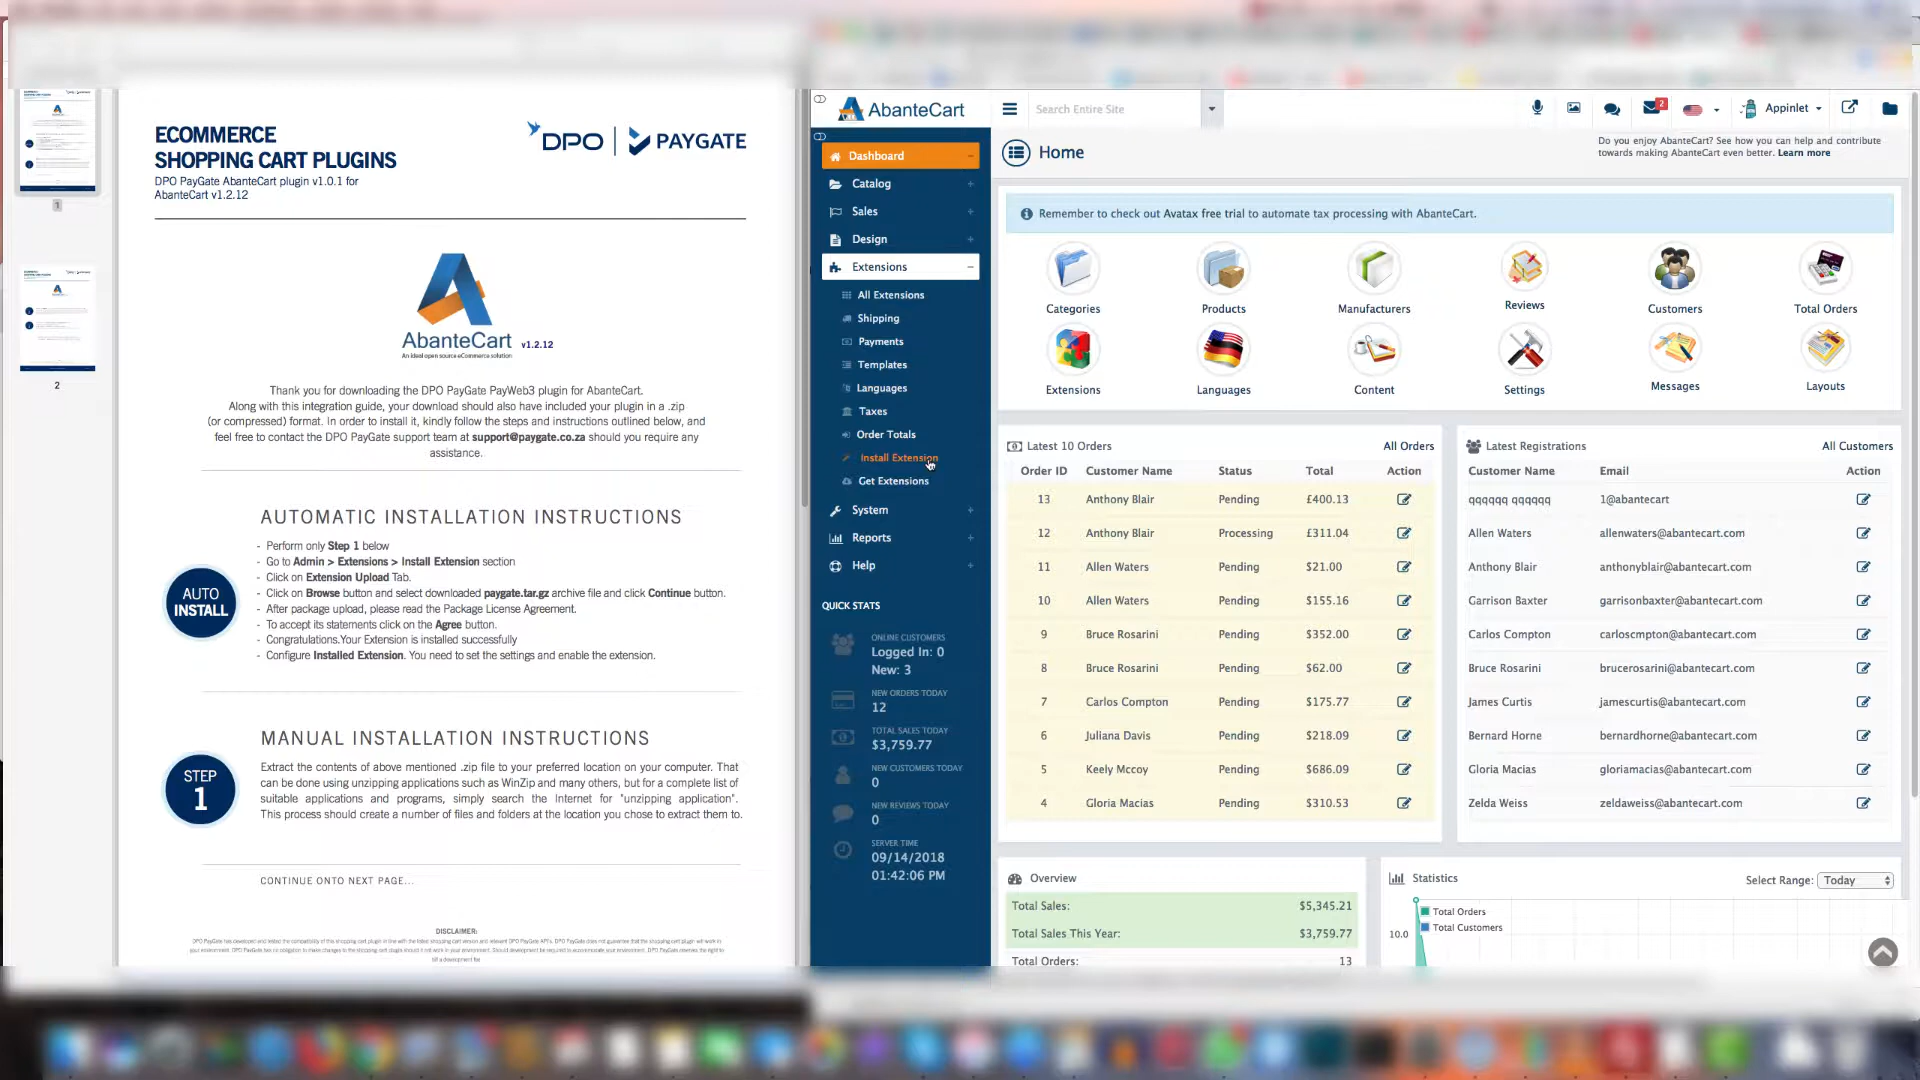 ECOMMERCE
SHOPPING CART PLUGINS
DPO PayGate AbanteCart plugin v1.0.1 for
AbanteCart v1.2.12
DPO | PAYGATE
AbanteCart v1.2.12
An ideal open source eCommerce solution
Thank you for downloading the DPO PayGate PayWeb3 plugin for AbanteCart.
Along with this integration guide, your download should also have included your plugin in a .zip
(or compressed) format. In order to install it, kindly follow the steps and instructions outlined below, and
feel free to contact the DPO PayGate support team at support@paygate.co.za should you require any
assistance.
AUTOMATIC INSTALLATION INSTRUCTIONS
AUTO
INSTALL
- Perform only Step 1 below
- Go to Admin > Extensions > Install Extension section
- Click on Extension Upload Tab.
- Click on Browse button and select downloaded paygate.tar.gz archive file and click Continue button.
- After package upload, please read the Package License Agreement.
- To accept its statements click on the Agree button.
- Congratulations.Your Extension is installed successfully
- Configure Installed Extension. You need to set the settings and enable the extension.
MANUAL INSTALLATION INSTRUCTIONS
STEP
1
Extract the contents of above mentioned .zip file to your preferred location on your computer. That
can be done using unzipping applications such as WinZip and many others, but for a complete list of
suitable applications and programs, simply search the Internet for "unzipping application".
This process should create a number of files and folders at the location you chose to extract them to.
CONTINUE ONTO NEXT PAGE...
DISCLAIMER:
1
2
AbanteCart
Search Entire Site
2
Appinlet
Dashboard
Catalog
Sales
Design
Extensions
All Extensions
Shipping
Payments
Templates
Languages
Taxes
Order Totals
Install Extension
Get Extensions
System
Reports
Help
QUICK STATS
ONLINE CUSTOMERS
Logged In: 0
New: 3
NEW ORDERS TODAY
12
TOTAL SALES TODAY
$3,759.77
NEW CUSTOMERS TODAY
0
NEW REVIEWS TODAY
0
SERVER TIME
09/14/2018
01:42:06 PM
Home
Do you enjoy AbanteCart? See how you can help and contribute
towards making AbanteCart even better. Learn more
Remember to check out Avatax free trial to automate tax processing with AbanteCart.
Categories Products Manufacturers Reviews Customers Total Orders
Extensions Languages Content Settings Messages Layouts
Latest 10 Orders All Orders
Order ID Customer Name Status Total Action
13 Anthony Blair Pending £400.13
12 Anthony Blair Processing £311.04
11 Allen Waters Pending $21.00
10 Allen Waters Pending $155.16
9 Bruce Rosarini Pending $352.00
8 Bruce Rosarini Pending $62.00
7 Carlos Compton Pending $175.77
6 Juliana Davis Pending $218.09
5 Keely Mccoy Pending $686.09
4 Gloria Macias Pending $310.53
Latest Registrations All Customers
Customer Name Email Action
qqqqqq qqqqqq 1@abantecart
Allen Waters allenwaters@abantecart.com
Anthony Blair anthonyblair@abantecart.com
Garrison Baxter garrisonbaxter@abantecart.com
Carlos Compton carloscmpton@abantecart.com
Bruce Rosarini brucerosarini@abantecart.com
James Curtis jamescurtis@abantecart.com
Bernard Horne bernardhorne@abantecart.com
Gloria Macias gloriamacias@abantecart.com
Zelda Weiss zeldaweiss@abantecart.com
Overview
Total Sales: $5,345.21
Total Sales This Year: $3,759.77
Total Orders: 13
Statistics
Select Range: Today
Total Orders
Total Customers
10.0